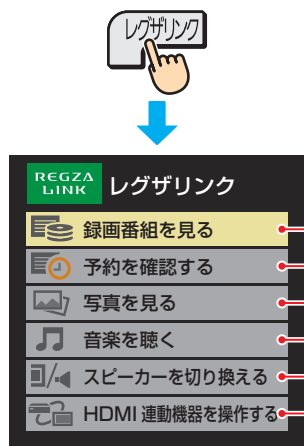 レグザリンク
REGZA
LINK レグザリンク
録画番組を見る
予約を確認する
写真を見る
音楽を聴く
スピーカーを切り換える
HDMI 連動機器を操作する